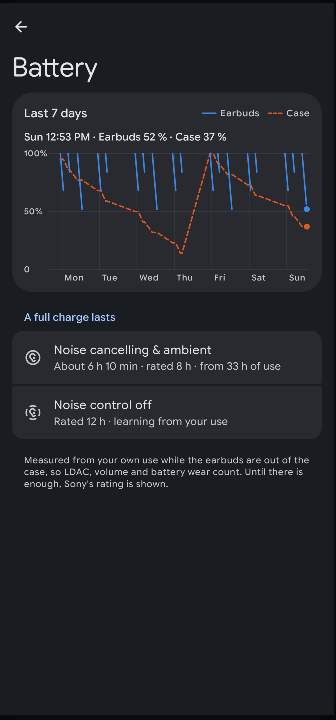 Battery
Last 7 days
Earbuds
Case
Sun 12:53 PM · Earbuds 52 % · Case 37 %
100%
50%
0
Mon Tue Wed Thu Fri Sat Sun
A full charge lasts
Noise cancelling & ambient
About 6 h 10 min · rated 8 h · from 33 h of use
Noise control off
Rated 12 h · learning from your use
Measured from your own use while the earbuds are out of the
case, so LDAC, volume and battery wear count. Until there is
enough, Sony's rating is shown.